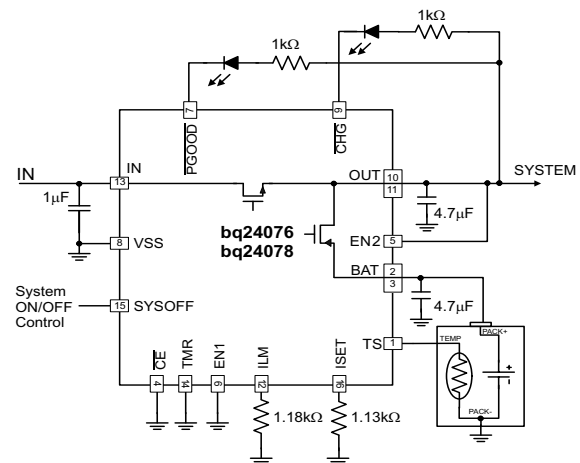 1kΩ
1kΩ
7
9
PGOOD
CHG
IN
IN
13
OUT
10
11
SYSTEM
1μF
4.7μF
bq24076
bq24078
EN2
5
8
VSS
BAT
2
3
System
ON/OFF
Control
15
SYSOFF
4.7μF
PACK+
TS
1
TEMP
+
-
CE
TMR
EN1
ILM
ISET
4
14
6
12
16
1.18kΩ
1.13kΩ
PACK-